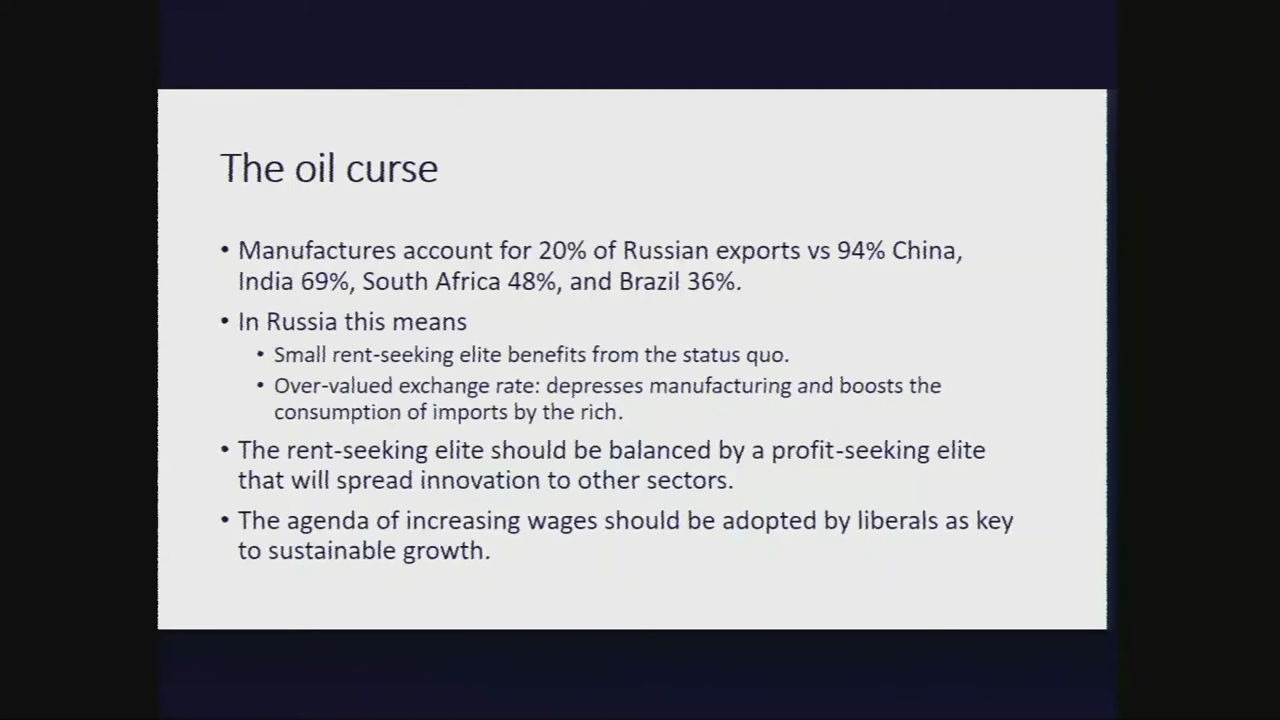 The oil curse
• Manufactures account for 20% of Russian exports vs 94% China,
India 69%, South Africa 48%, and Brazil 36%.
• In Russia this means
• Small rent-seeking elite benefits from the status quo.
• Over-valued exchange rate: depresses manufacturing and boosts the
consumption of imports by the rich.
• The rent-seeking elite should be balanced by a profit-seeking elite
that will spread innovation to other sectors.
• The agenda of increasing wages should be adopted by liberals as key
to sustainable growth.